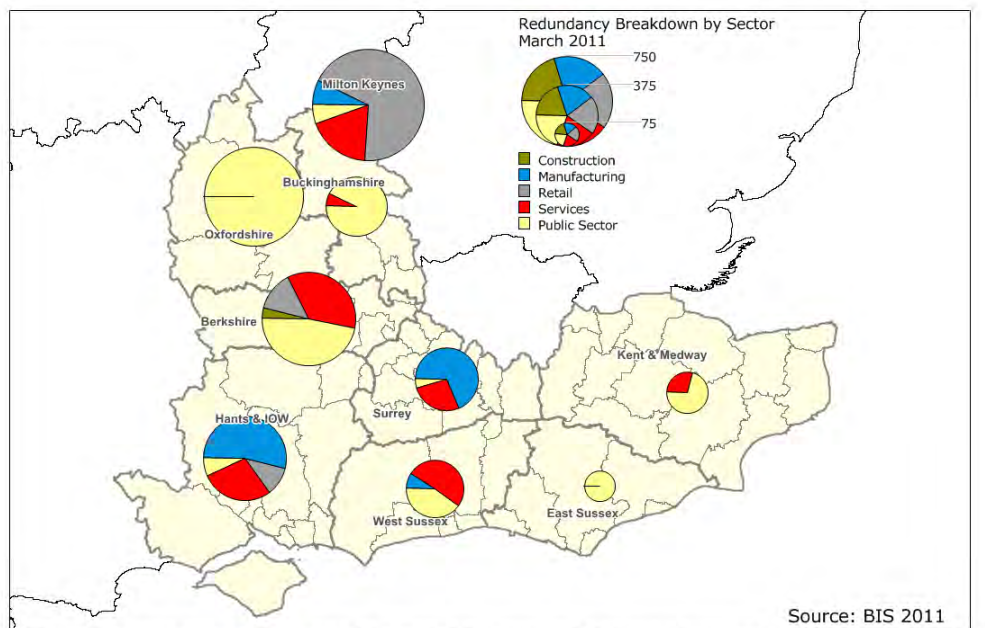 Redundancy Breakdown by Sector
March 2011
750
375
75
Construction
Manufacturing
Retail
Services
Public Sector
Milton Keynes
Buckinghamshire
Oxfordshire
Berkshire
Kent & Medway
Surrey
Hants & IOW
West Sussex
East Sussex
Source: BIS 2011